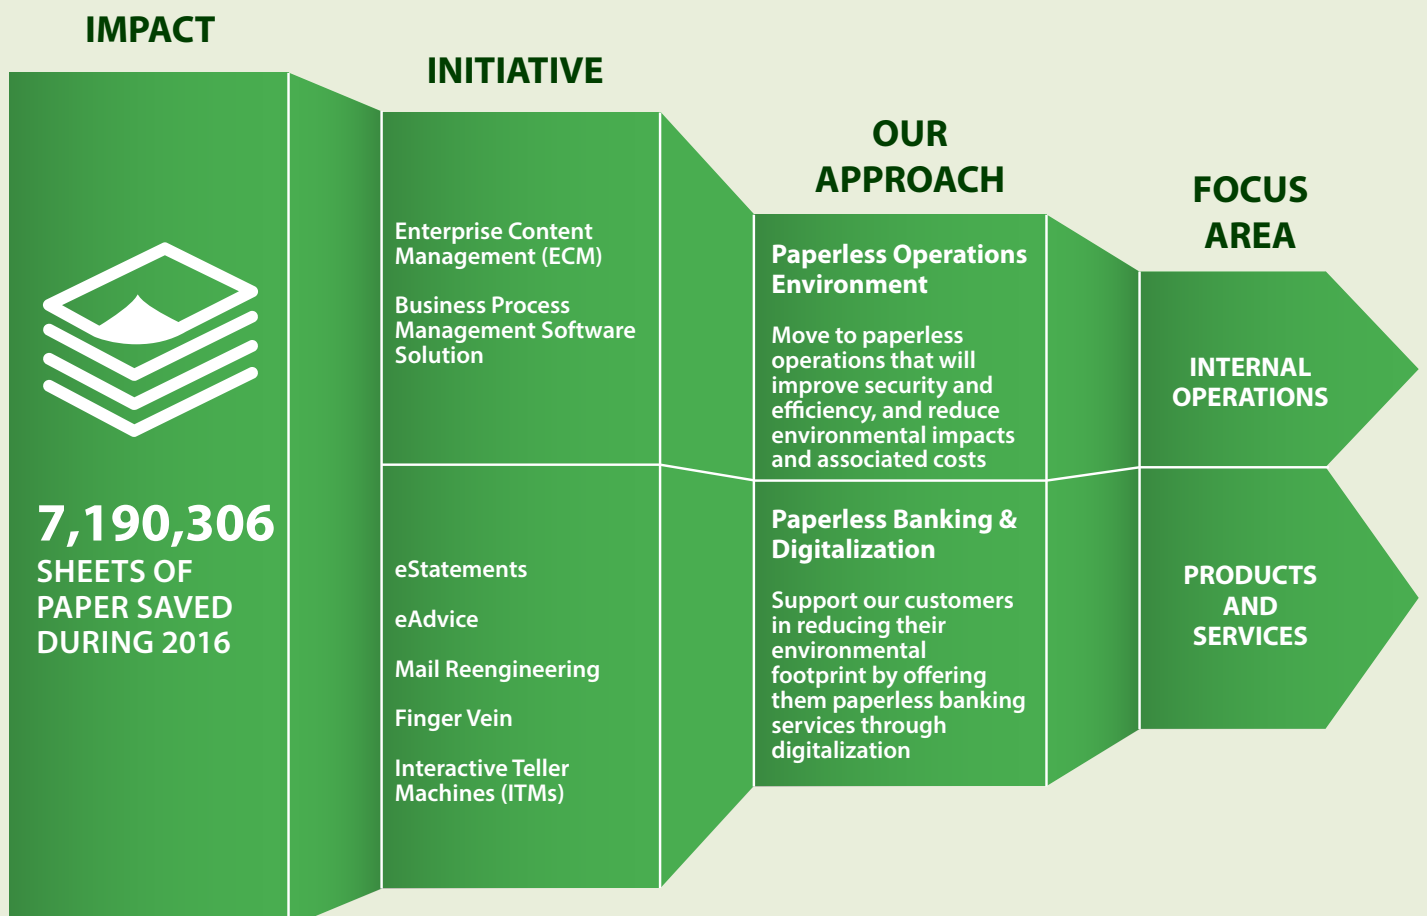 IMPACT
7,190,306
SHEETS OF
PAPER SAVED
DURING 2016
INITIATIVE
Enterprise Content
Management (ECM)
Business Process
Management Software
Solution
eStatements
eAdvice
Mail Reengineering
Finger Vein
Interactive Teller
Machines (ITMs)
OUR
APPROACH
Paperless Operations
Environment
Move to paperless
operations that will
improve security and
efficiency, and reduce
environmental impacts
and associated costs
Paperless Banking &
Digitalization
Support our customers
in reducing their
environmental
footprint by offering
them paperless banking
services through
digitalization
FOCUS
AREA
INTERNAL
OPERATIONS
PRODUCTS
AND
SERVICES